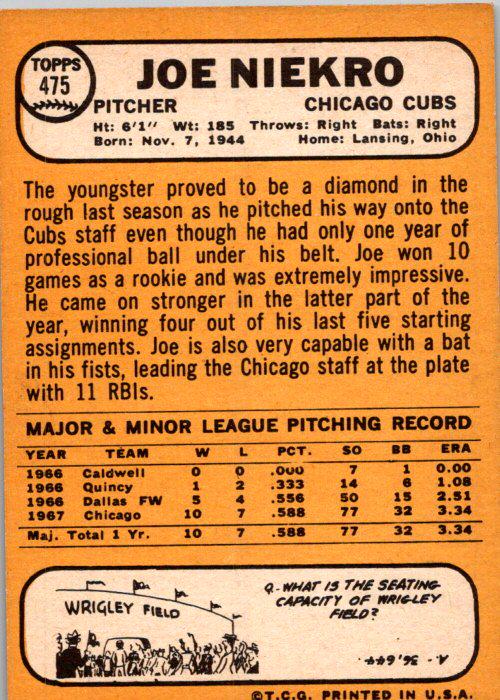 TOPPS
475
JOE NIEKRO
PITCHER CHICAGO CUBS
Ht: 6'1" Wt: 185 Throws: Right Bats: Right
Born: Nov. 7, 1944 Home: Lansing, Ohio
The youngster proved to be a diamond in the
rough last season as he pitched his way onto the
Cubs staff even though he had only one year of
professional ball under his belt. Joe won 10
games as a rookie and was extremely impressive.
He came on stronger in the latter part of the
year, winning four out of his last five starting
assignments. Joe is also very capable with a bat
in his fists, leading the Chicago staff at the plate
with 11 RBIs.
MAJOR & MINOR LEAGUE PITCHING RECORD
YEAR TEAM W L PCT. SO BB ERA
1966 Caldwell 0 0 .000 7 1 0.00
1966 Quincy 1 2 .333 14 6 1.08
1966 Dallas FW 5 4 .556 50 15 2.51
1967 Chicago 10 7 .588 77 32 3.34
Maj. Total 1 Yr. 10 7 .588 77 32 3.34
WRIGLEY FIELD
Q.-WHAT IS THE SEATING
CAPACITY OF WRIGLEY
FIELD?
A.- 36,644.
©T.C.G. PRINTED IN U.S.A.